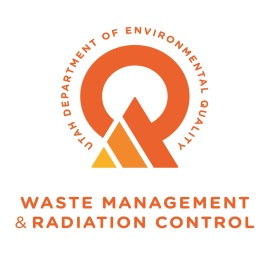 UTAH DEPARTMENT OF ENVIRONMENTAL QUALITY
WASTE MANAGEMENT
& RADIATION CONTROL